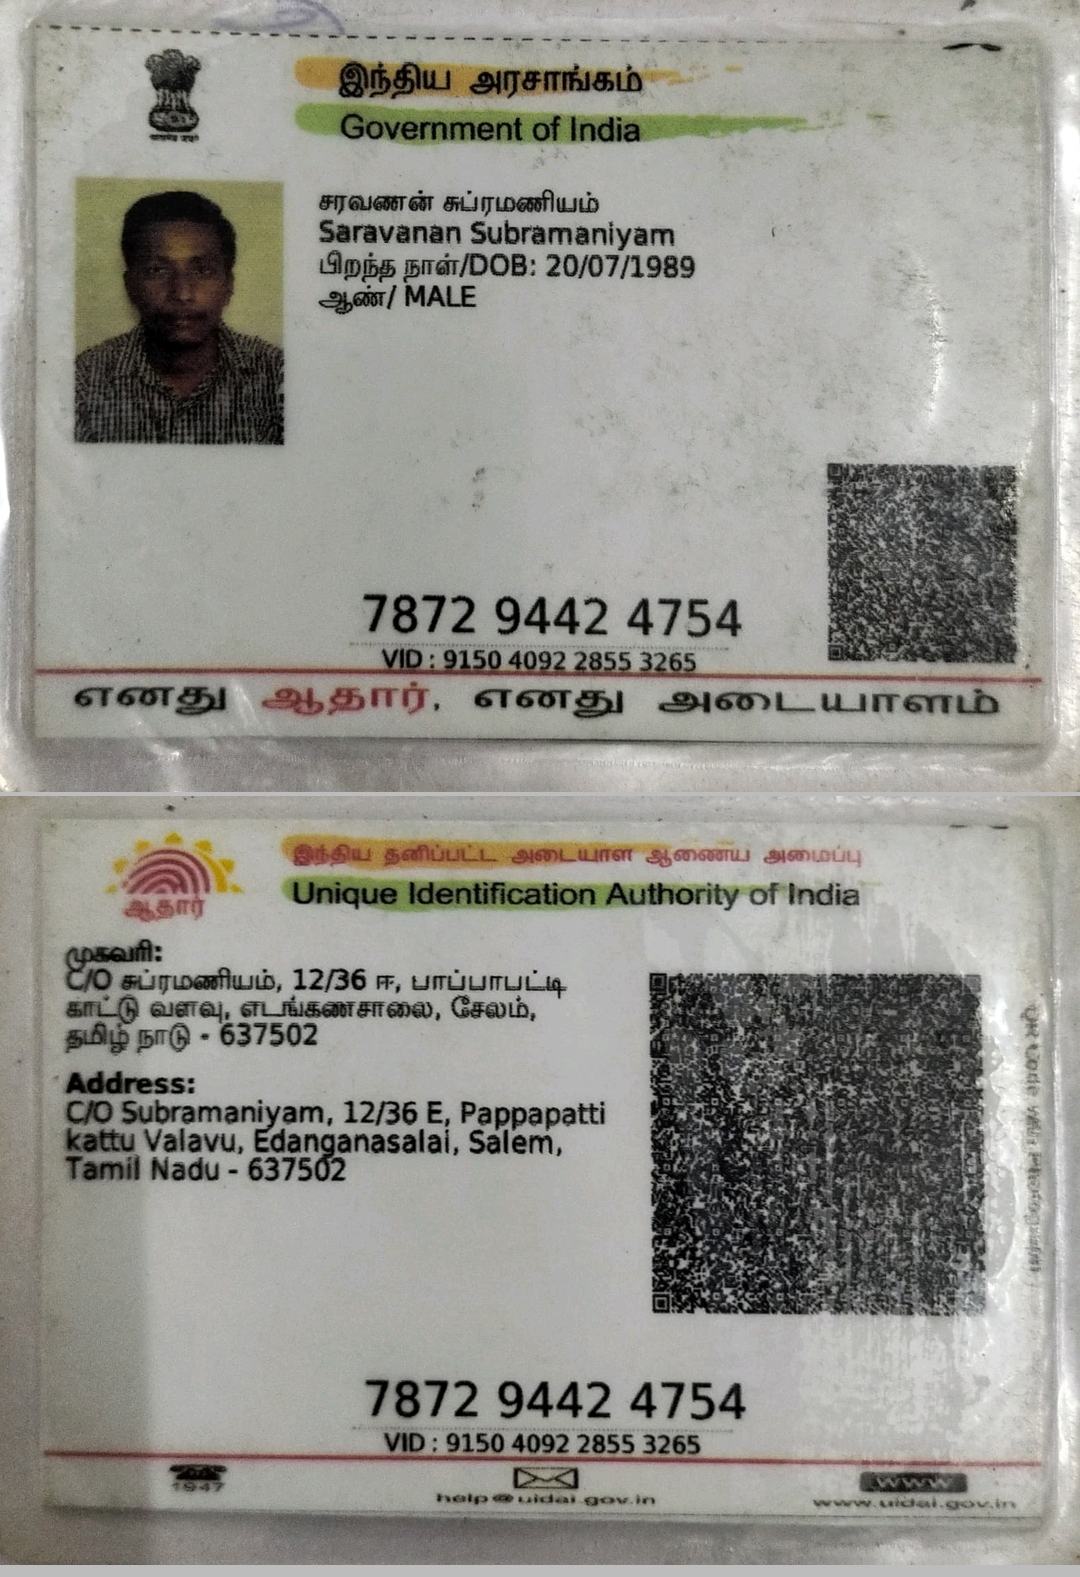 இந்திய அரசாங்கம்
Government of India
சரவணன் சுப்ரமணியம்
Saravanan Subramaniyam
பிறந்த நாள்/DOB: 20/07/1989
ஆண்/ MALE
7872 9442 4754
VID : 9150 4092 2855 3265
எனது ஆதார், எனது அடையாளம்
ஆதார்
இந்திய தனிப்பட்ட அடையாள ஆணைய அமைப்பு
Unique Identification Authority of India
முகவரி:
C/O சுப்ரமணியம், 12/36 ஈ, பாப்பாபட்டி
காட்டு வளவு, எடங்கணசாலை, சேலம்,
தமிழ் நாடு - 637502
Address:
C/O Subramaniyam, 12/36 E, Pappapatti
kattu Valavu, Edanganasalai, Salem,
Tamil Nadu - 637502
7872 9442 4754
VID : 9150 4092 2855 3265
1947
help@uidai.gov.in
www
www.uidai.gov.in